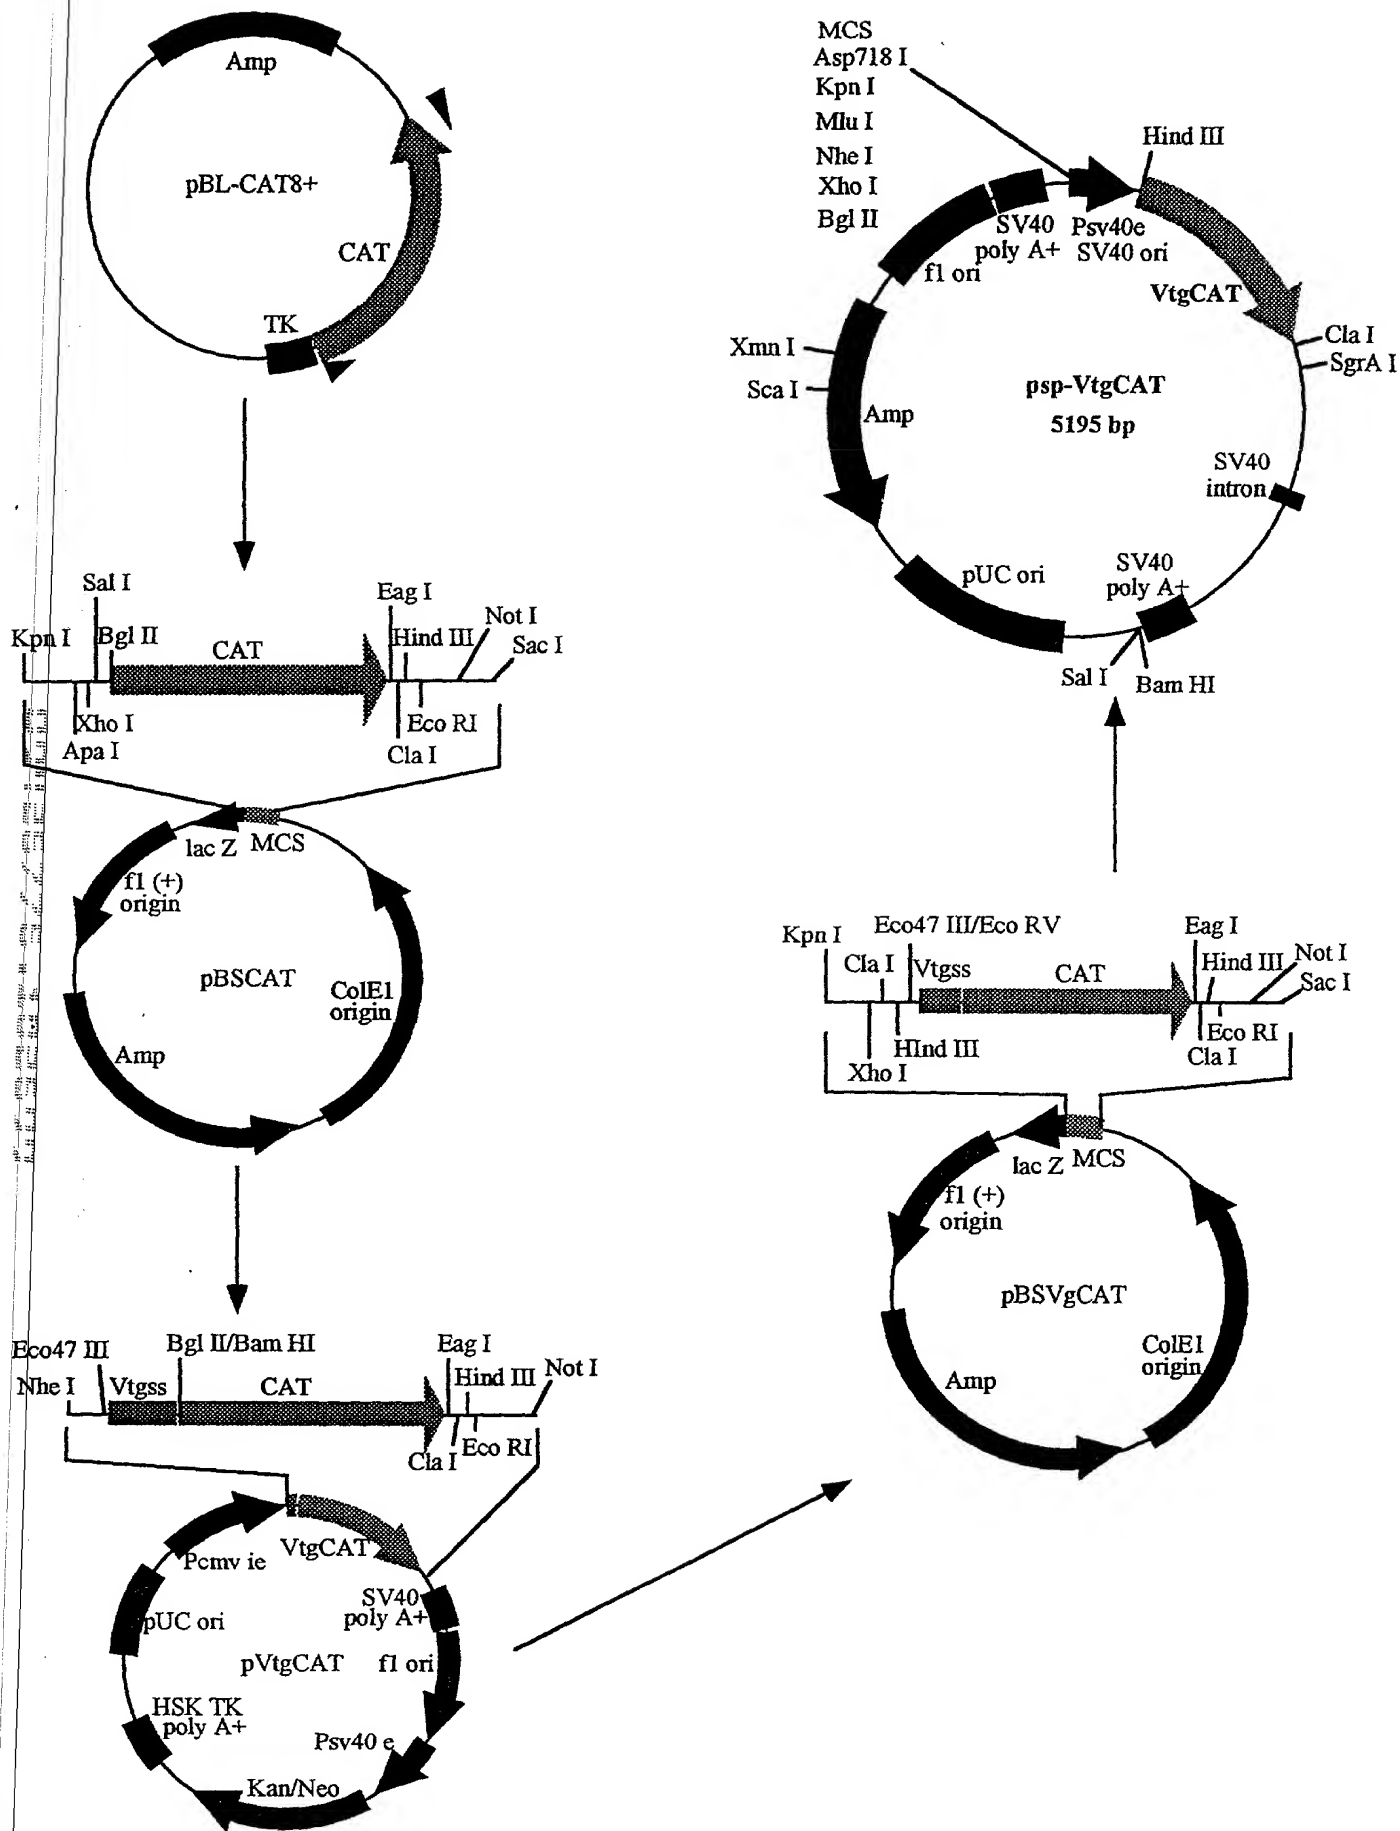 Amp
pBL-CAT8+
CAT
TK
Sal I
Eag I
Kpn I
Bgl II
CAT
Hind III
Not I
Sac I
Xho I
Apa I
Eco RI
Cla I
lac Z
MCS
f1 (+)
origin
pBSCAT
ColE1
origin
Amp
Eco47 III
Bgl II/Bam HI
Eag I
Nhe I
Vtgss
CAT
Hind III
Not I
Cla I
Eco RI
Pcmv ie
VtgCAT
pUC ori
SV40
poly A+
pVtgCAT
f1 ori
HSK TK
poly A+
Psv40 e
Kan/Neo
MCS
Asp718 I
Kpn I
Mlu I
Nhe I
Xho I
Bgl II
Hind III
SV40
poly A+
Psv40e
SV40 ori
f1 ori
VtgCAT
Xmn I
Sca I
Cla I
SgrA I
psp-VtgCAT
5195 bp
Amp
SV40
intron
pUC ori
SV40
poly A+
Sal I
Bam HI
Kpn I
Eco47 III/Eco RV
Eag I
Cla I
Vtgss
CAT
Hind III
Not I
Sac I
HInd III
Xho I
Eco RI
Cla I
lac Z
MCS
f1 (+)
origin
pBSVgCAT
ColE1
origin
Amp